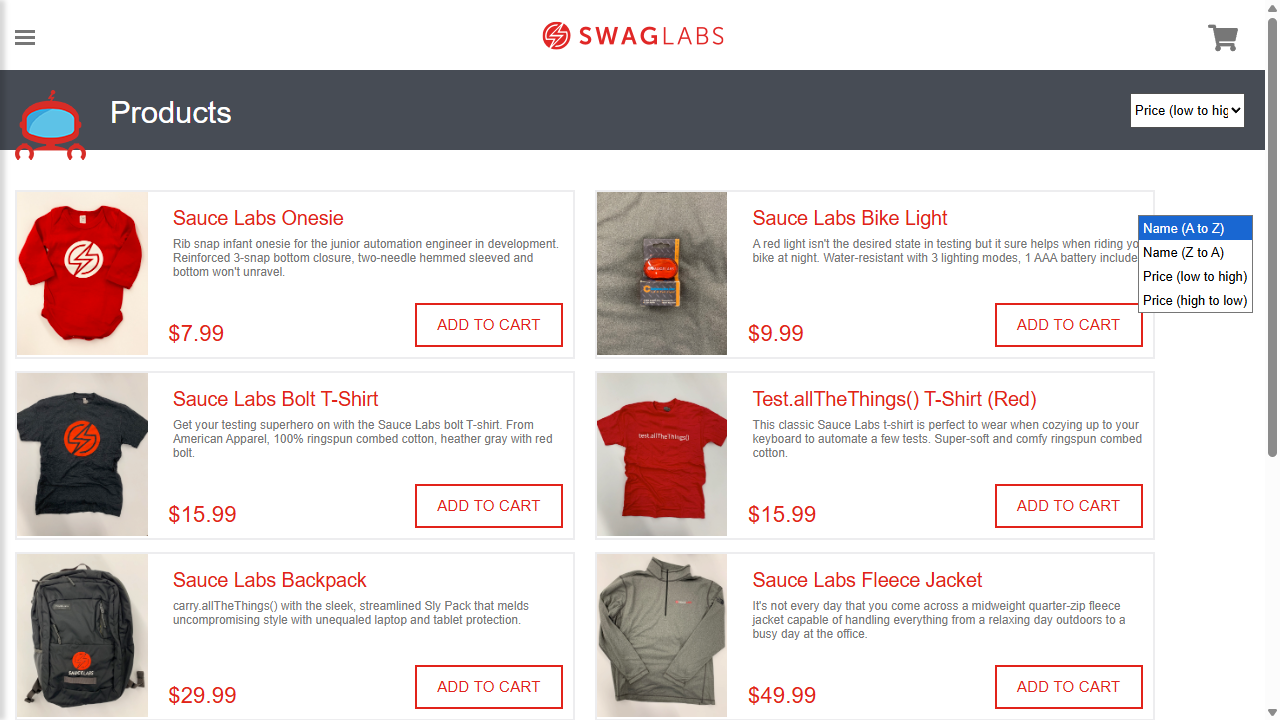 SWAGLABS
Products
Price (low to hig
Name (A to Z)
Name (Z to A)
Price (low to high)
Price (high to low)
Sauce Labs Onesie
Rib snap infant onesie for the junior automation engineer in development.
Reinforced 3-snap bottom closure, two-needle hemmed sleeved and
bottom won't unravel.
$7.99
ADD TO CART
Sauce Labs Bike Light
A red light isn't the desired state in testing but it sure helps when riding yo
bike at night. Water-resistant with 3 lighting modes, 1 AAA battery include
$9.99
ADD TO CART
Sauce Labs Bolt T-Shirt
Get your testing superhero on with the Sauce Labs bolt T-shirt. From
American Apparel, 100% ringspun combed cotton, heather gray with red
bolt.
$15.99
ADD TO CART
test.allTheThings()
Test.allTheThings() T-Shirt (Red)
This classic Sauce Labs t-shirt is perfect to wear when cozying up to your
keyboard to automate a few tests. Super-soft and comfy ringspun combed
cotton.
$15.99
ADD TO CART
SAUCELABS
Sauce Labs Backpack
carry.allTheThings() with the sleek, streamlined Sly Pack that melds
uncompromising style with unequaled laptop and tablet protection.
$29.99
ADD TO CART
Sauce Labs Fleece Jacket
It's not every day that you come across a midweight quarter-zip fleece
jacket capable of handling everything from a relaxing day outdoors to a
busy day at the office.
$49.99
ADD TO CART